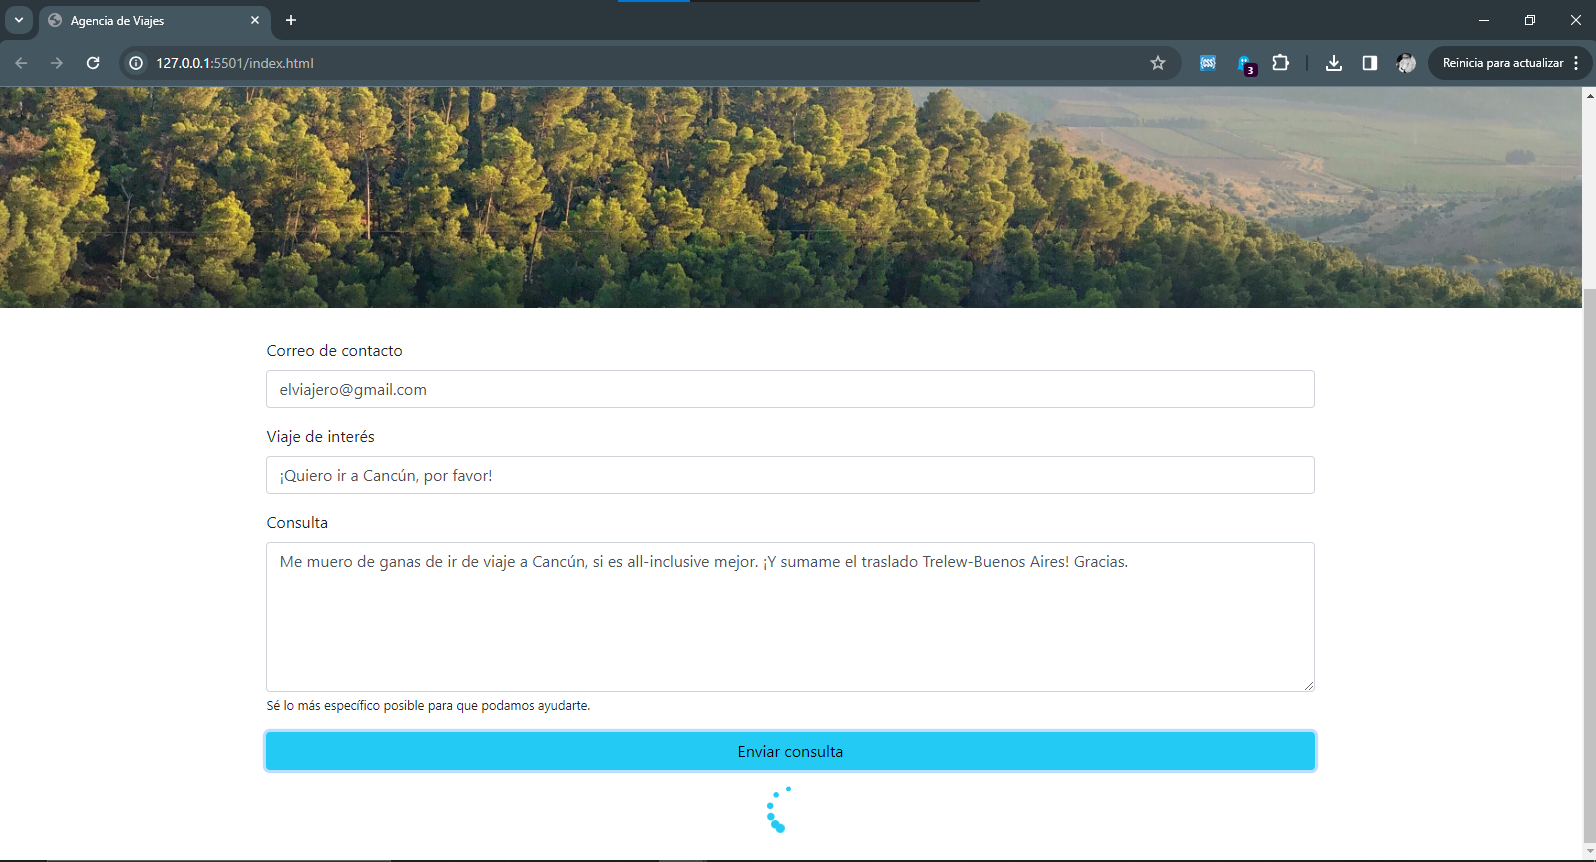 Agencia de Viajes
127.0.0.1:5501/index.html
CSS
3
Reinicia para actualizar
Correo de contacto
elviajero@gmail.com
Viaje de interés
¡Quiero ir a Cancún, por favor!
Consulta
Me muero de ganas de ir de viaje a Cancún, si es all-inclusive mejor. ¡Y sumame el traslado Trelew-Buenos Aires! Gracias.
Sé lo más específico posible para que podamos ayudarte.
Enviar consulta